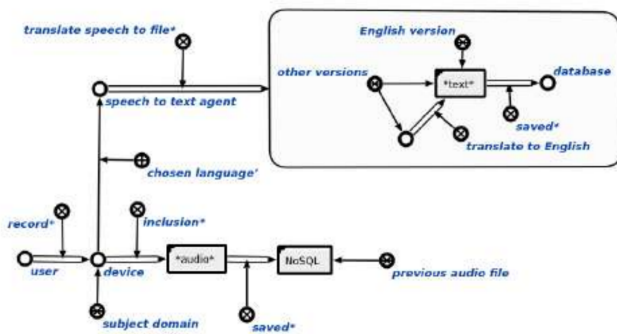 translate speech to file*
English version
other versions
*text*
database
speech to text agent
saved*
translate to English
chosen language'
record*
inclusion*
*audio*
NoSQL
user
device
previous audio file
subject domain
saved*